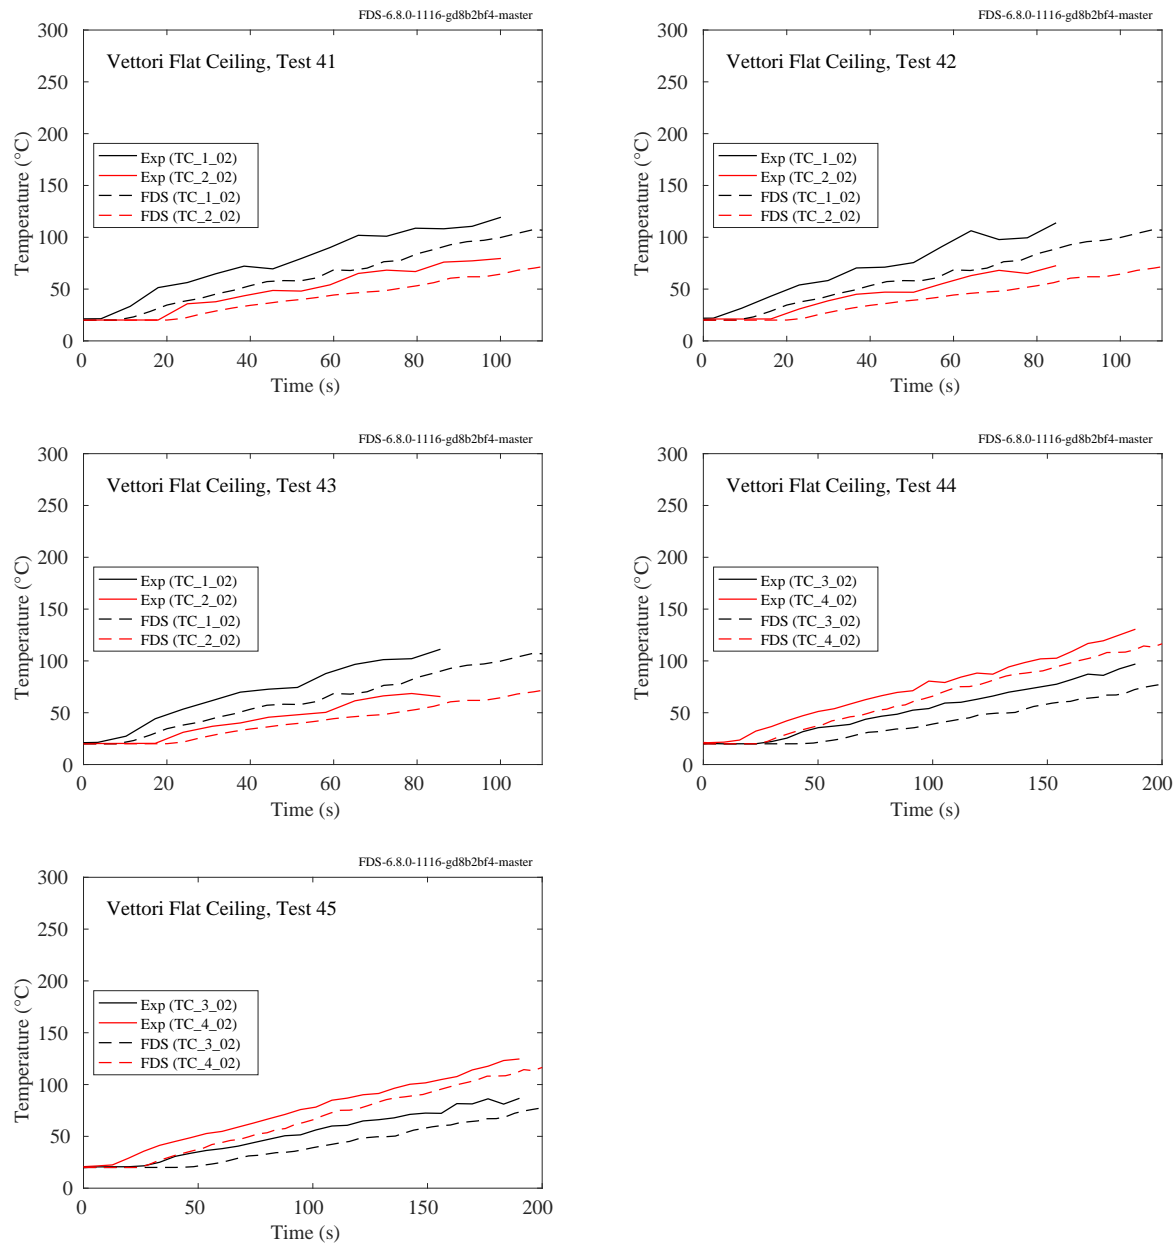 FDS-6.8.0-1116-gd8b2bf4-master
Vettori Flat Ceiling, Test 41
Temperature (°C)
300
250
200
150
100
50
0
Exp (TC_1_02)
Exp (TC_2_02)
FDS (TC_1_02)
FDS (TC_2_02)
0 20 40 60 80 100
Time (s)
FDS-6.8.0-1116-gd8b2bf4-master
Vettori Flat Ceiling, Test 42
Temperature (°C)
300
250
200
150
100
50
0
Exp (TC_1_02)
Exp (TC_2_02)
FDS (TC_1_02)
FDS (TC_2_02)
0 20 40 60 80 100
Time (s)
FDS-6.8.0-1116-gd8b2bf4-master
Vettori Flat Ceiling, Test 43
Temperature (°C)
300
250
200
150
100
50
0
Exp (TC_1_02)
Exp (TC_2_02)
FDS (TC_1_02)
FDS (TC_2_02)
0 20 40 60 80 100
Time (s)
FDS-6.8.0-1116-gd8b2bf4-master
Vettori Flat Ceiling, Test 44
Temperature (°C)
300
250
200
150
100
50
0
Exp (TC_3_02)
Exp (TC_4_02)
FDS (TC_3_02)
FDS (TC_4_02)
0 50 100 150 200
Time (s)
FDS-6.8.0-1116-gd8b2bf4-master
Vettori Flat Ceiling, Test 45
Temperature (°C)
300
250
200
150
100
50
0
Exp (TC_3_02)
Exp (TC_4_02)
FDS (TC_3_02)
FDS (TC_4_02)
0 50 100 150 200
Time (s)